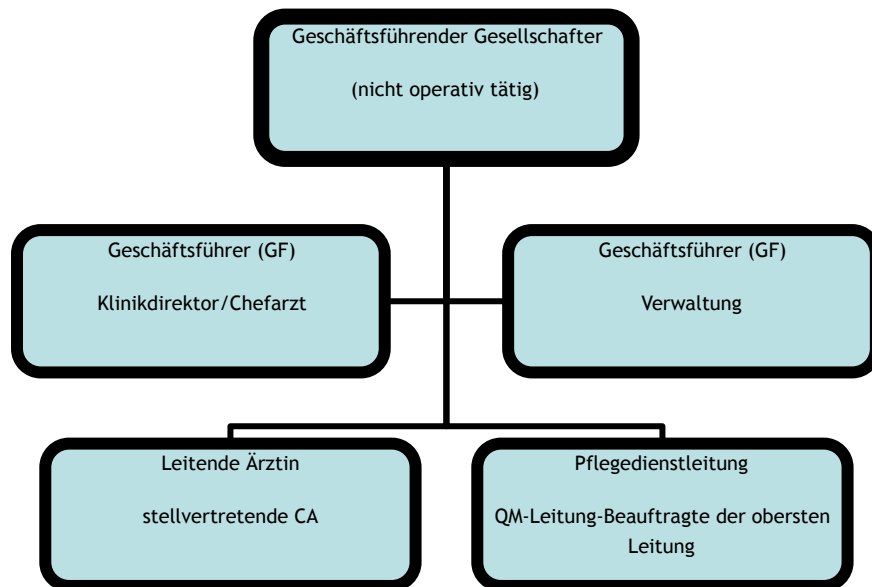 Geschäftsführender Gesellschafter
(nicht operativ tätig)
Geschäftsführer (GF)
Klinikdirektor/Chefarzt
Geschäftsführer (GF)
Verwaltung
Leitende Ärztin
stellvertretende CA
Pflegedienstleitung
QM-Leitung-Beauftragte der obersten
Leitung